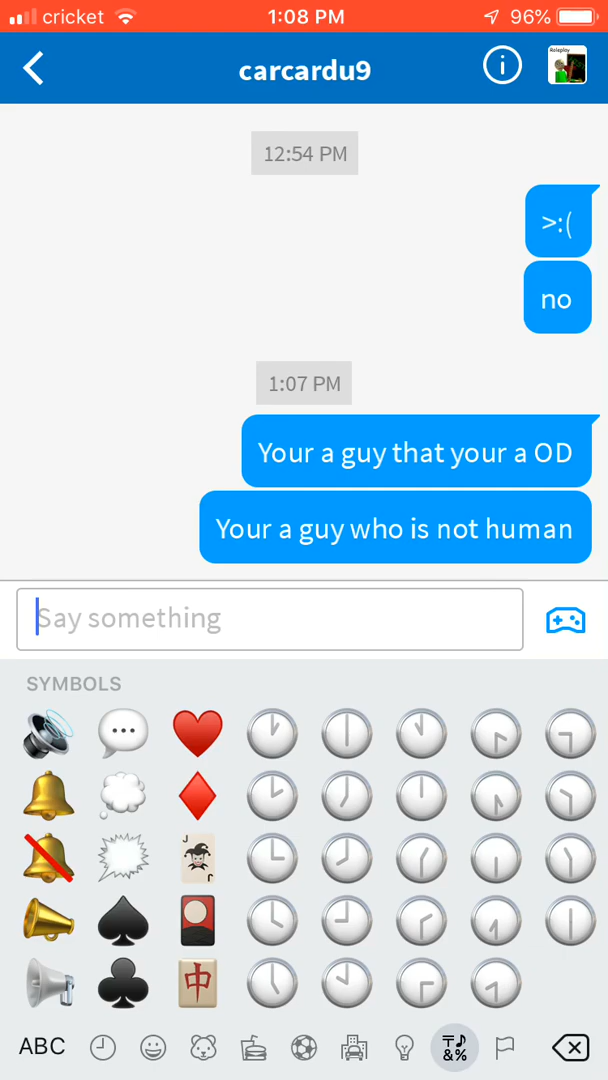 cricket 1:08 PM 96%
carcardu9
Roleplay
12:54 PM
>:(
no
1:07 PM
Your a guy that your a OD
Your a guy who is not human
Say something
SYMBOLS
J
J
中
ABC
〒♪
&%